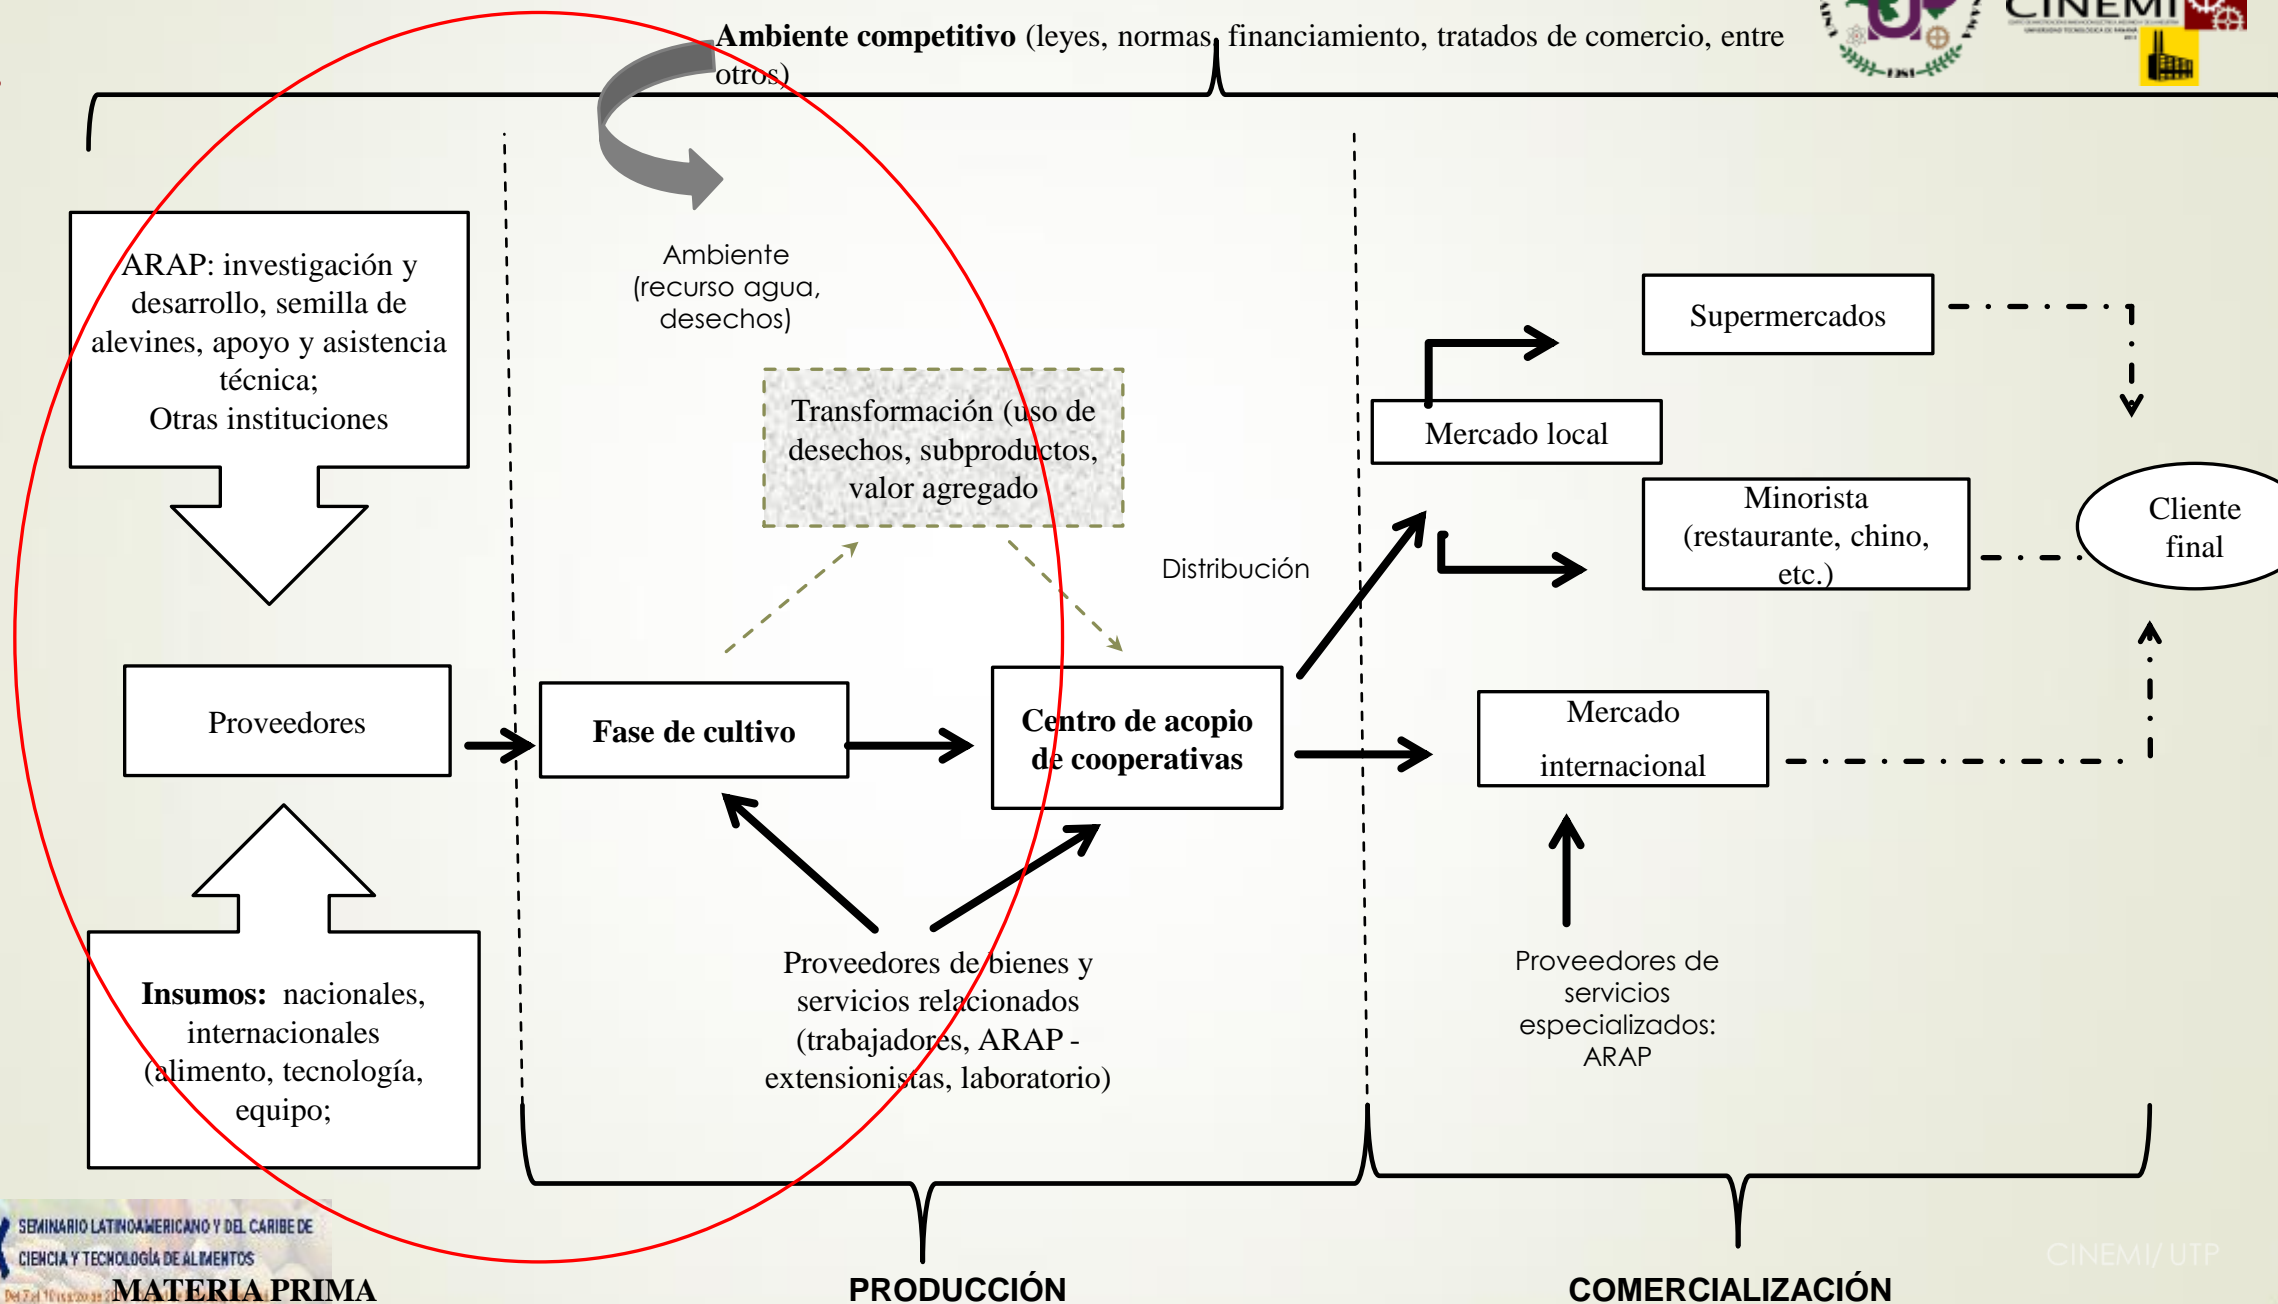 Ambiente competitivo (leyes, normas, financiamiento, tratados de comercio, entre
otros)
CINEMI
1981
ARAP: investigación y
desarrollo, semilla de
alevines, apoyo y asistencia
técnica;
Otras instituciones
Ambiente
(recurso agua,
desechos)
Transformación (uso de
desechos, subproductos,
valor agregado
Distribución
Supermercados
Mercado local
Minorista
(restaurante, chino,
etc.)
Cliente
final
Proveedores
Fase de cultivo
Centro de acopio
de cooperativas
Mercado
internacional
Insumos: nacionales,
internacionales
(alimento, tecnología,
equipo;
Proveedores de bienes y
servicios relacionados
(trabajadores, ARAP -
extensionistas, laboratorio)
Proveedores de
servicios
especializados:
ARAP
SEMINARIO LATINOAMERICANO Y DEL CARIBE DE
CIENCIA Y TECNOLOGÍA DE ALIMENTOS
MATERIA PRIMA
PRODUCCIÓN
COMERCIALIZACIÓN
CINEMI/ UTP